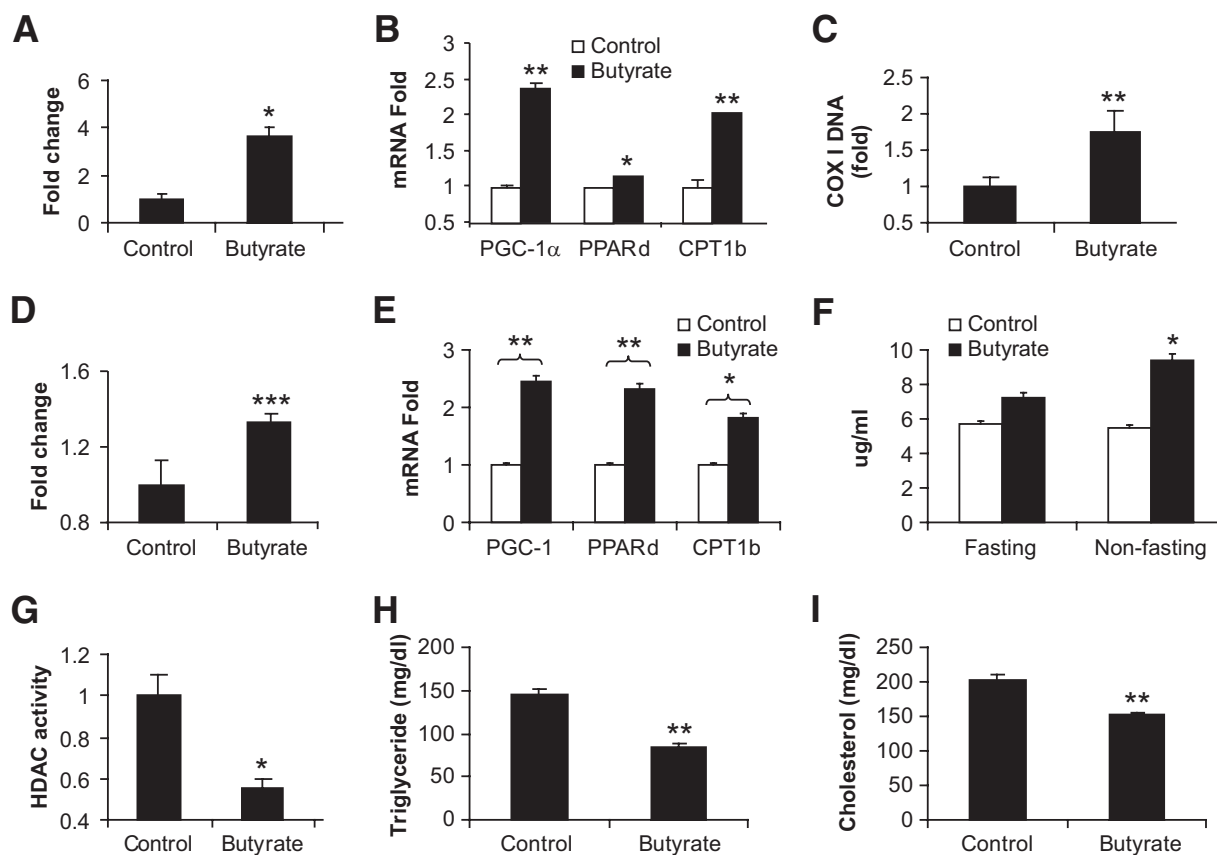 A
Fold change
6
4
2
0
*
Control Butyrate
B
mRNA Fold
3
2.5
2
1.5
1
0.5
Control
Butyrate
**
*
**
PGC-1α PPARd CPT1b
C
COX I DNA
(fold)
2.5
2
1.5
1
0.5
**
Control Butyrate
D
Fold change
1.6
1.2
0.8
***
Control Butyrate
E
mRNA Fold
3
2
1
0
Control
Butyrate
**
**
*
PGC-1 PPARd CPT1b
F
ug/ml
10
8
6
4
2
0
Control
Butyrate
*
Fasting Non-fasting
G
HDAC activity
1.2
1
0.8
0.6
0.4
*
Control Butyrate
H
Triglyceride (mg/dl)
200
150
100
50
0
**
Control Butyrate
I
Cholesterol (mg/dl)
250
200
150
100
50
0
**
Control Butyrate